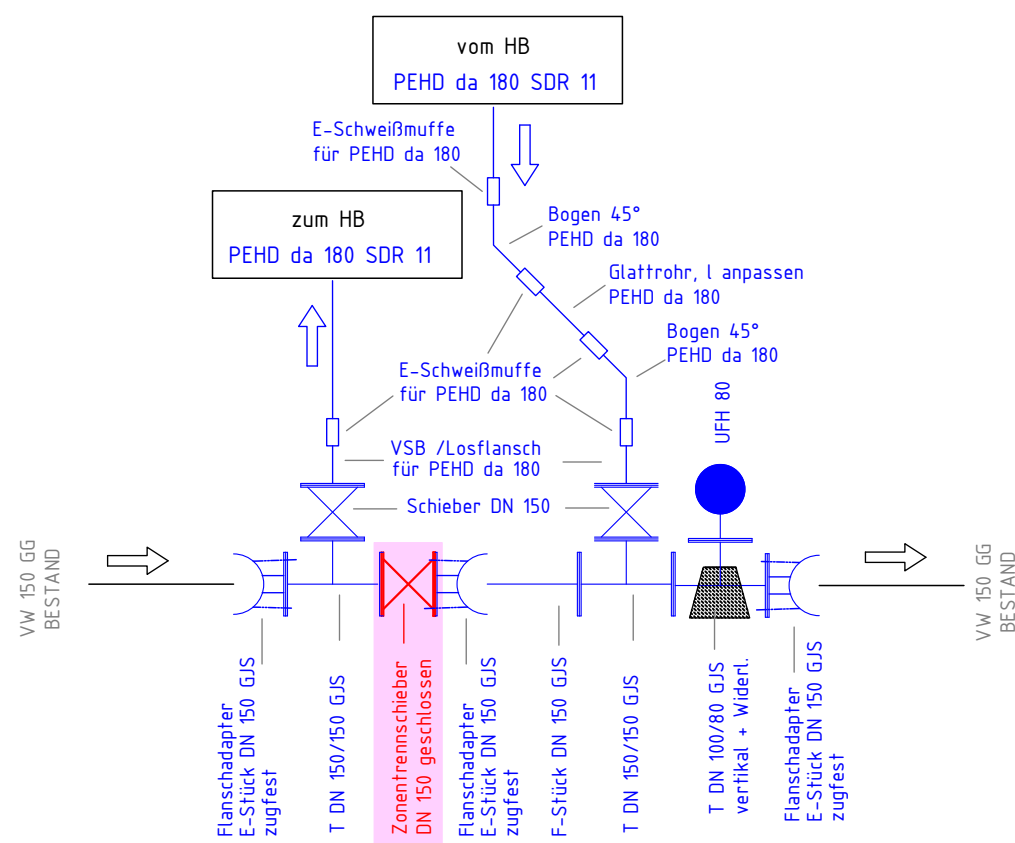 vom HB
PEHD da 180 SDR 11
E-Schweißmuffe
für PEHD da 180
zum HB
PEHD da 180 SDR 11
Bogen 45°
PEHD da 180
Glattrohr, l anpassen
PEHD da 180
Bogen 45°
PEHD da 180
E-Schweißmuffe
für PEHD da 180
UFH 80
VSB /Losflansch
für PEHD da 180
Schieber DN 150
VW 150 GG
BESTAND
VW 150 GG
BESTAND
Flanschadapter
E-Stück DN 150 GJS
zugfest
T DN 150/150 GJS
Zonentrennschieber
DN 150 geschlossen
Flanschadapter
E-Stück DN 150 GJS
zugfest
F-Stück DN 150 GJS
T DN 150/150 GJS
T DN 100/80 GJS
vertikal + Widerl.
Flanschadapter
E-Stück DN 150 GJS
zugfest